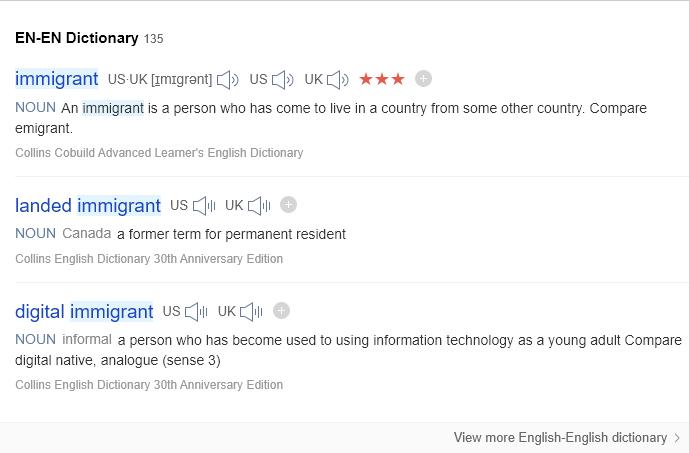 EN-EN Dictionary 135
immigrant US·UK [ɪmɪgrənt] US UK ★★★
NOUN An immigrant is a person who has come to live in a country from some other country. Compare
emigrant.
Collins Cobuild Advanced Learner's English Dictionary
landed immigrant US UK
NOUN Canada a former term for permanent resident
Collins English Dictionary 30th Anniversary Edition
digital immigrant US UK
NOUN informal a person who has become used to using information technology as a young adult Compare
digital native, analogue (sense 3)
Collins English Dictionary 30th Anniversary Edition
View more English-English dictionary >